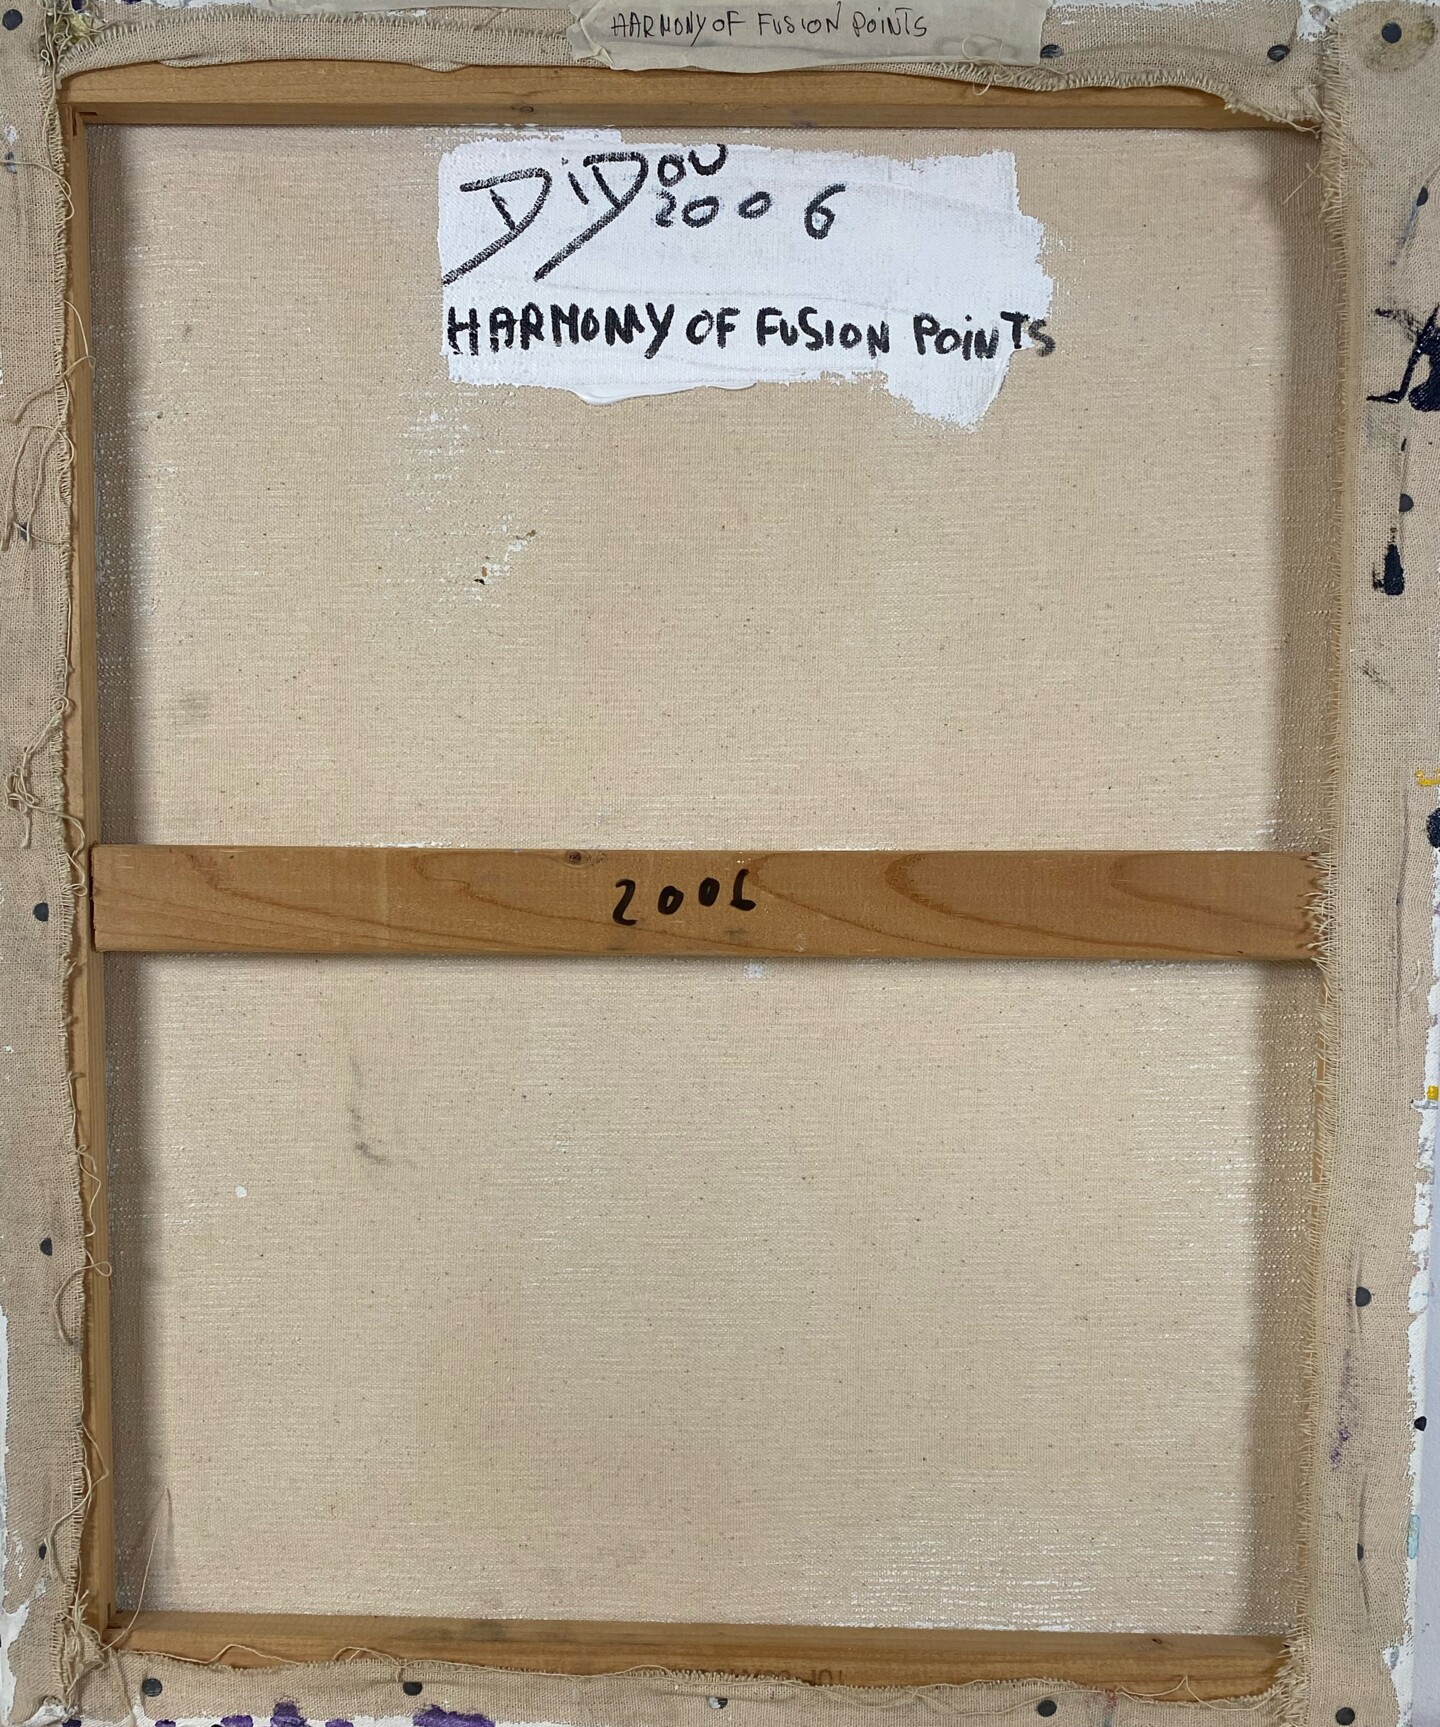 HARMONY OF FUSION POINTS
DiDou
2006
HARMONY OF FUSION POiNTS
2006